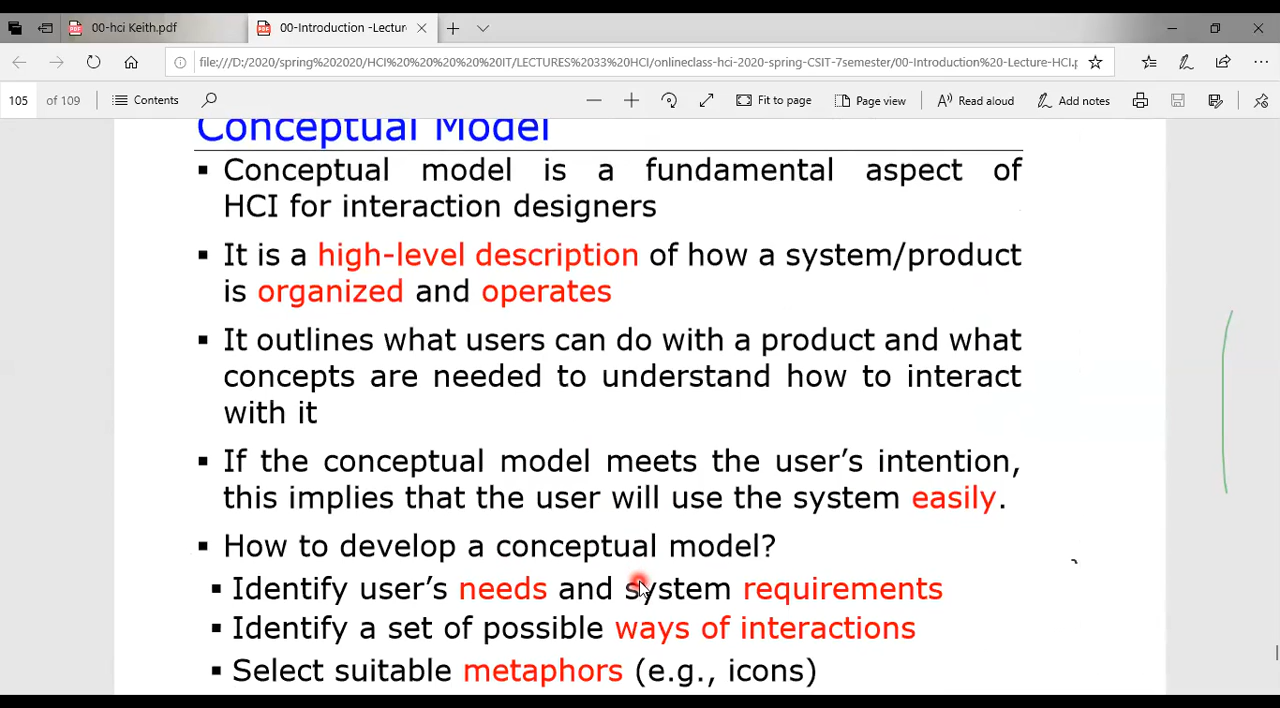 00-hci Keith.pdf
00-Introduction -Lectur
file:///D:/2020/spring%202020/HCI%20%20%20%20%20IT/LECTURES%2033%20HCI/onlineclass-hci-2020-spring-CSIT-7semester/00-Introduction%20-Lecture-HCI.p
105 of 109 Contents Fit to page Page view Read aloud Add notes
Conceptual Model
▪ Conceptual model is a fundamental aspect of
HCI for interaction designers
▪ It is a high-level description of how a system/product
is organized and operates
▪ It outlines what users can do with a product and what
concepts are needed to understand how to interact
with it
▪ If the conceptual model meets the user’s intention,
this implies that the user will use the system easily.
▪ How to develop a conceptual model?
▪ Identify user’s needs and system requirements
▪ Identify a set of possible ways of interactions
▪ Select suitable metaphors (e.g., icons)